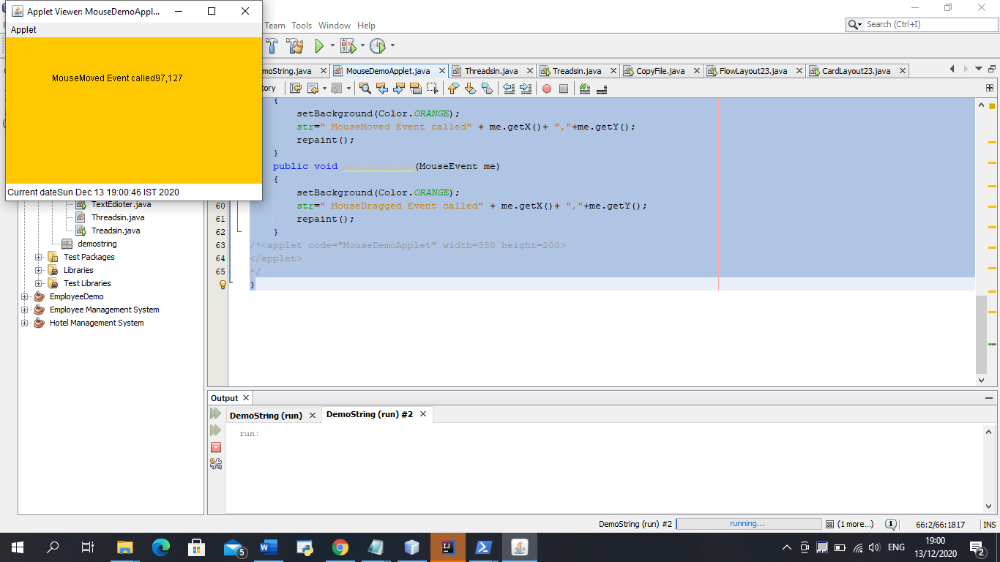 Applet Viewer: MouseDemoAppl...
Applet
MouseMoved Event called97,127
Current dateSun Dec 13 19:00:46 IST 2020
Team Tools Window Help
Search (Ctrl+I)
moString.java MouseDemoApplet.java Threadsin.java Treadsin.java CopyFile.java FlowLayout23.java CardLayout23.java
tory
{
setBackground(Color.ORANGE);
str=" MouseMoved Event called" + me.getX()+ ","+me.getY();
repaint();
}
public void (MouseEvent me)
{
setBackground(Color.ORANGE);
60 str=" MouseDragged Event called" + me.getX()+ ","+me.getY();
61 repaint();
62 }
63 /*<applet code="MouseDemoApplet" width=350 height=200>
64 </applet>
65 */
}
TextEdioter.java
Threadsin.java
Treadsin.java
demostring
Test Packages
Libraries
Test Libraries
EmployeeDemo
Employee Management System
Hotel Management System
Output
DemoString (run) DemoString (run) #2
run:
DemoString (run) #2 running... (1 more...) 1 66:2/66:1817 INS
5 ENG 19:00
13/12/2020 2